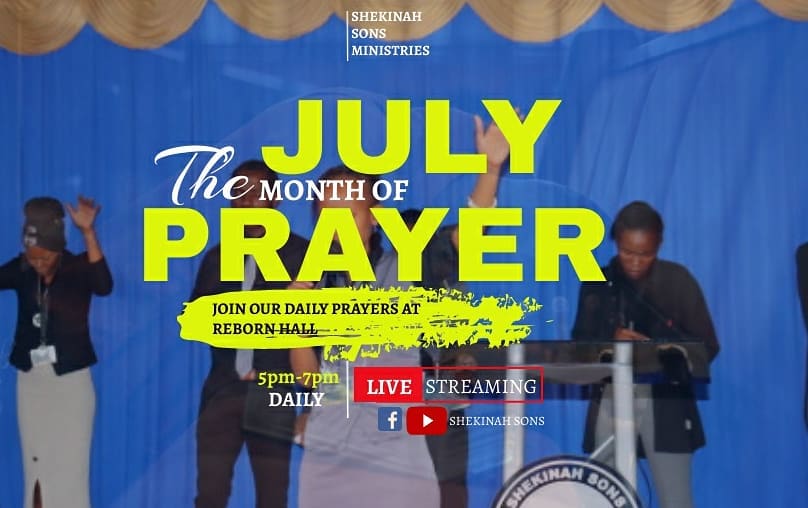 SHEKINAH
SONS
MINISTRIES
JULY
The MONTH OF
PRAYER
JOIN OUR DAILY PRAYERS AT
REBORN HALL
5pm-7pm
DAILY
LIVE STREAMING
SHEKINAH SONS
SHEKINAH SONS